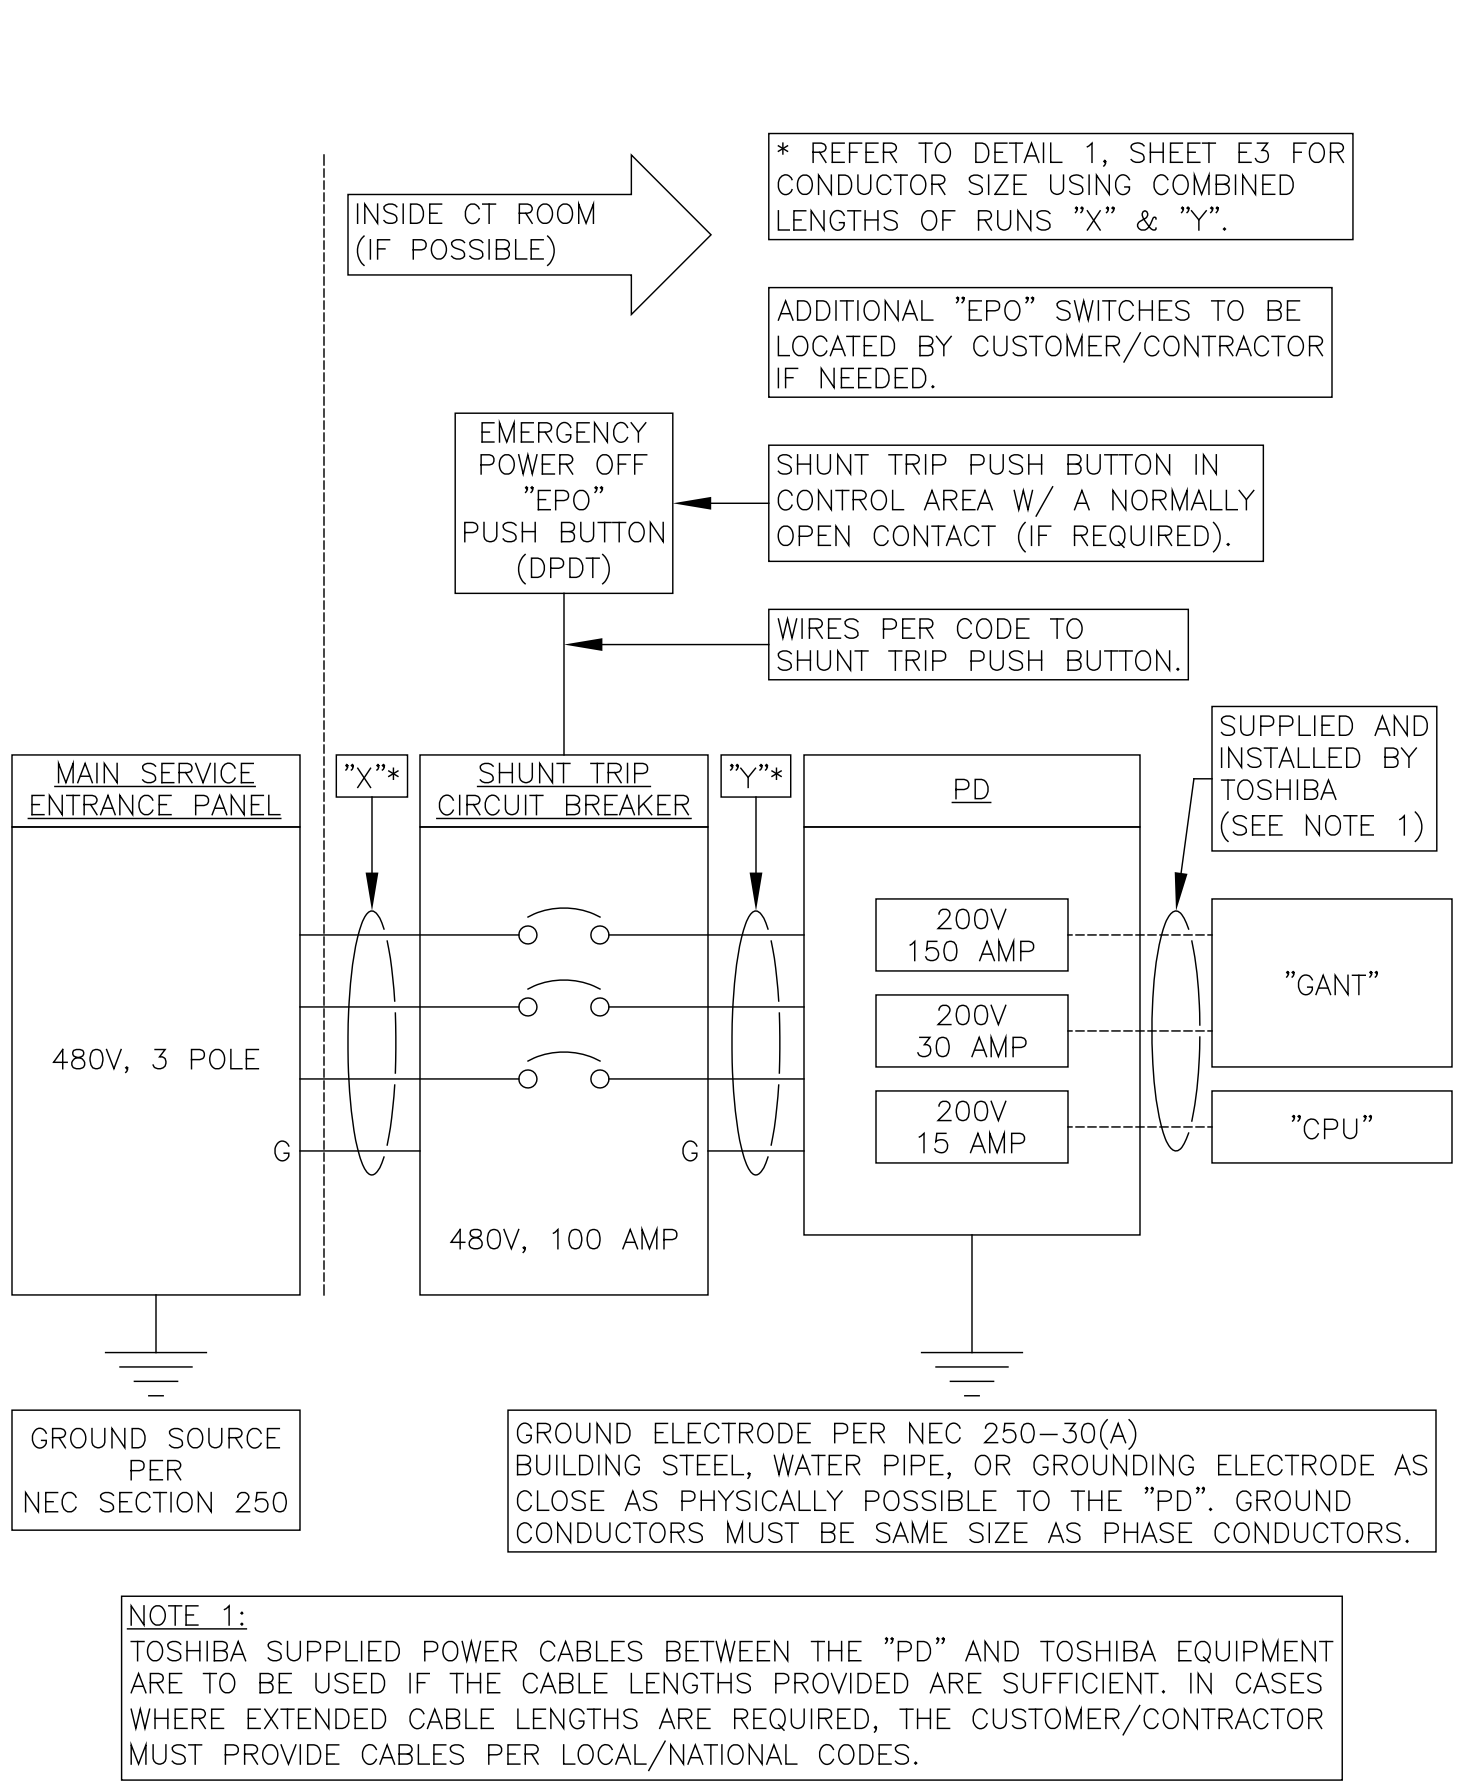 * REFER TO DETAIL 1, SHEET E3 FOR
CONDUCTOR SIZE USING COMBINED
LENGTHS OF RUNS "X" & "Y".
INSIDE CT ROOM
(IF POSSIBLE)
ADDITIONAL "EPO" SWITCHES TO BE
LOCATED BY CUSTOMER/CONTRACTOR
IF NEEDED.
EMERGENCY
POWER OFF
"EPO"
PUSH BUTTON
(DPDT)
SHUNT TRIP PUSH BUTTON IN
CONTROL AREA W/ A NORMALLY
OPEN CONTACT (IF REQUIRED).
WIRES PER CODE TO
SHUNT TRIP PUSH BUTTON.
SUPPLIED AND
INSTALLED BY
TOSHIBA
(SEE NOTE 1)
MAIN SERVICE
ENTRANCE PANEL
"X"*
SHUNT TRIP
CIRCUIT BREAKER
"Y"*
PD
200V
150 AMP
"GANT"
200V
30 AMP
480V, 3 POLE
200V
15 AMP
"CPU"
G
G
480V, 100 AMP
GROUND SOURCE
PER
NEC SECTION 250
GROUND ELECTRODE PER NEC 250-30(A)
BUILDING STEEL, WATER PIPE, OR GROUNDING ELECTRODE AS
CLOSE AS PHYSICALLY POSSIBLE TO THE "PD". GROUND
CONDUCTORS MUST BE SAME SIZE AS PHASE CONDUCTORS.
NOTE 1:
TOSHIBA SUPPLIED POWER CABLES BETWEEN THE "PD" AND TOSHIBA EQUIPMENT
ARE TO BE USED IF THE CABLE LENGTHS PROVIDED ARE SUFFICIENT. IN CASES
WHERE EXTENDED CABLE LENGTHS ARE REQUIRED, THE CUSTOMER/CONTRACTOR
MUST PROVIDE CABLES PER LOCAL/NATIONAL CODES.